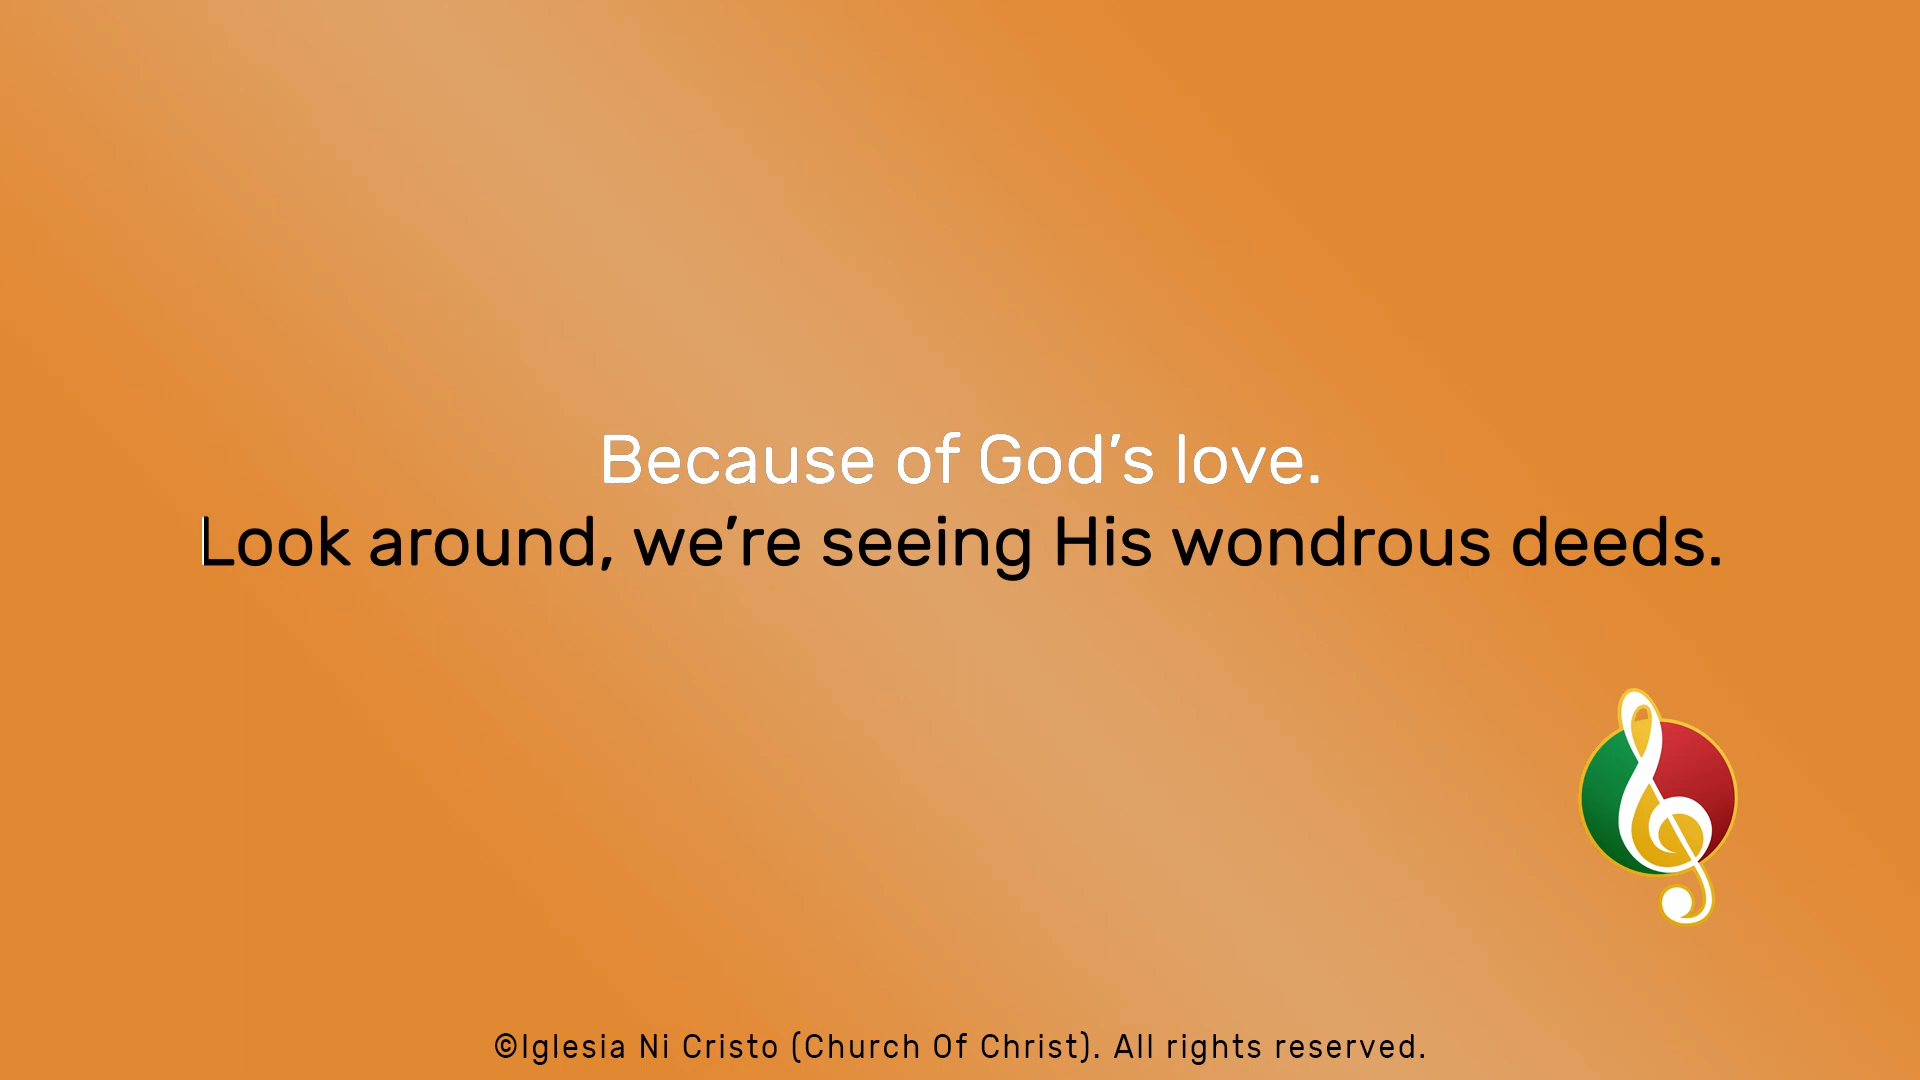 Because of God’s love.
Look around, we’re seeing His wondrous deeds.
©Iglesia Ni Cristo (Church Of Christ). All rights reserved.